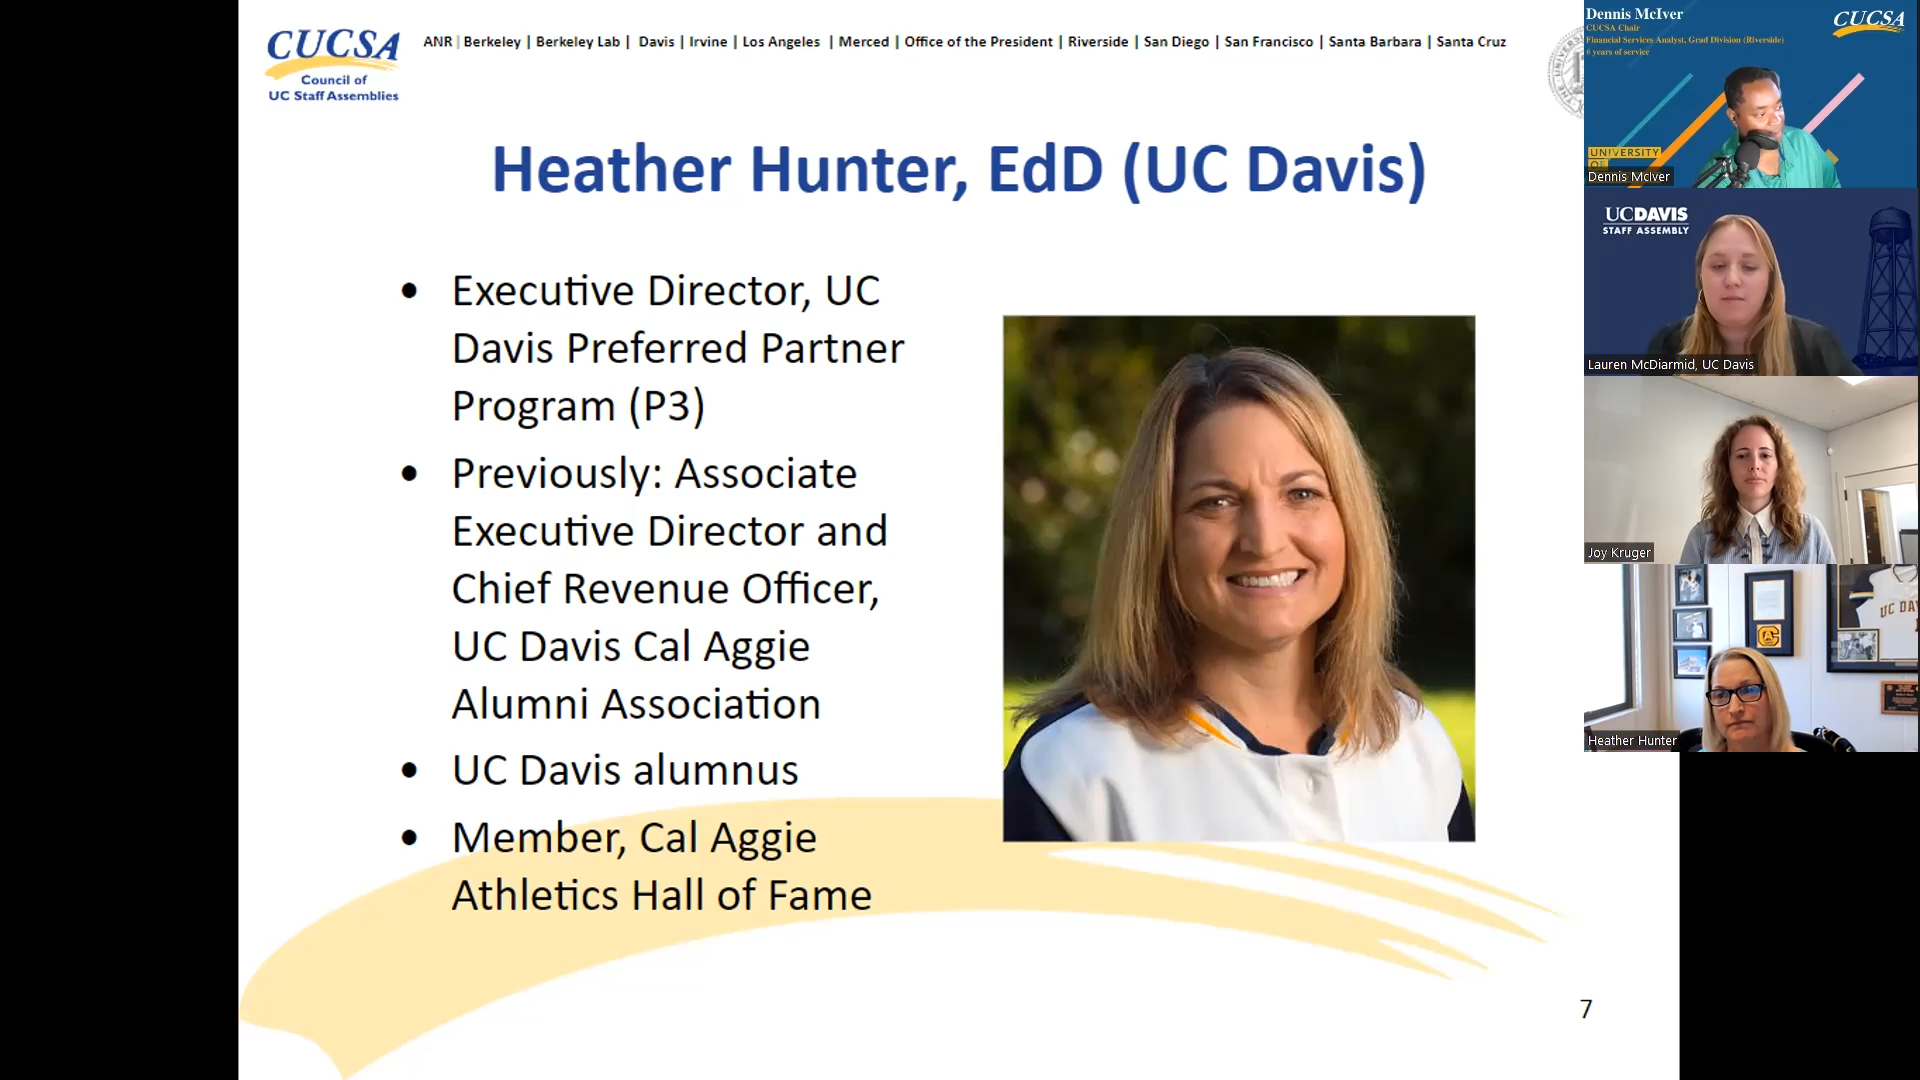 CUCSA
Council of
UC Staff Assemblies
ANR | Berkeley | Berkeley Lab | Davis | Irvine | Los Angeles | Merced | Office of the President | Riverside | San Diego | San Francisco | Santa Barbara | Santa Cruz
Heather Hunter, EdD (UC Davis)
• Executive Director, UC
Davis Preferred Partner
Program (P3)
• Previously: Associate
Executive Director and
Chief Revenue Officer,
UC Davis Cal Aggie
Alumni Association
• UC Davis alumnus
• Member, Cal Aggie
Athletics Hall of Fame
7
Dennis McIver
CUCSA Chair
Financial Services Analyst, Grad Division (Riverside)
6 years of service
CUCSA
UNIVERSITY
OF
Dennis McIver
UCDAVIS
STAFF ASSEMBLY
Lauren McDiarmid, UC Davis
Joy Kruger
UC DA
Heather Hunter